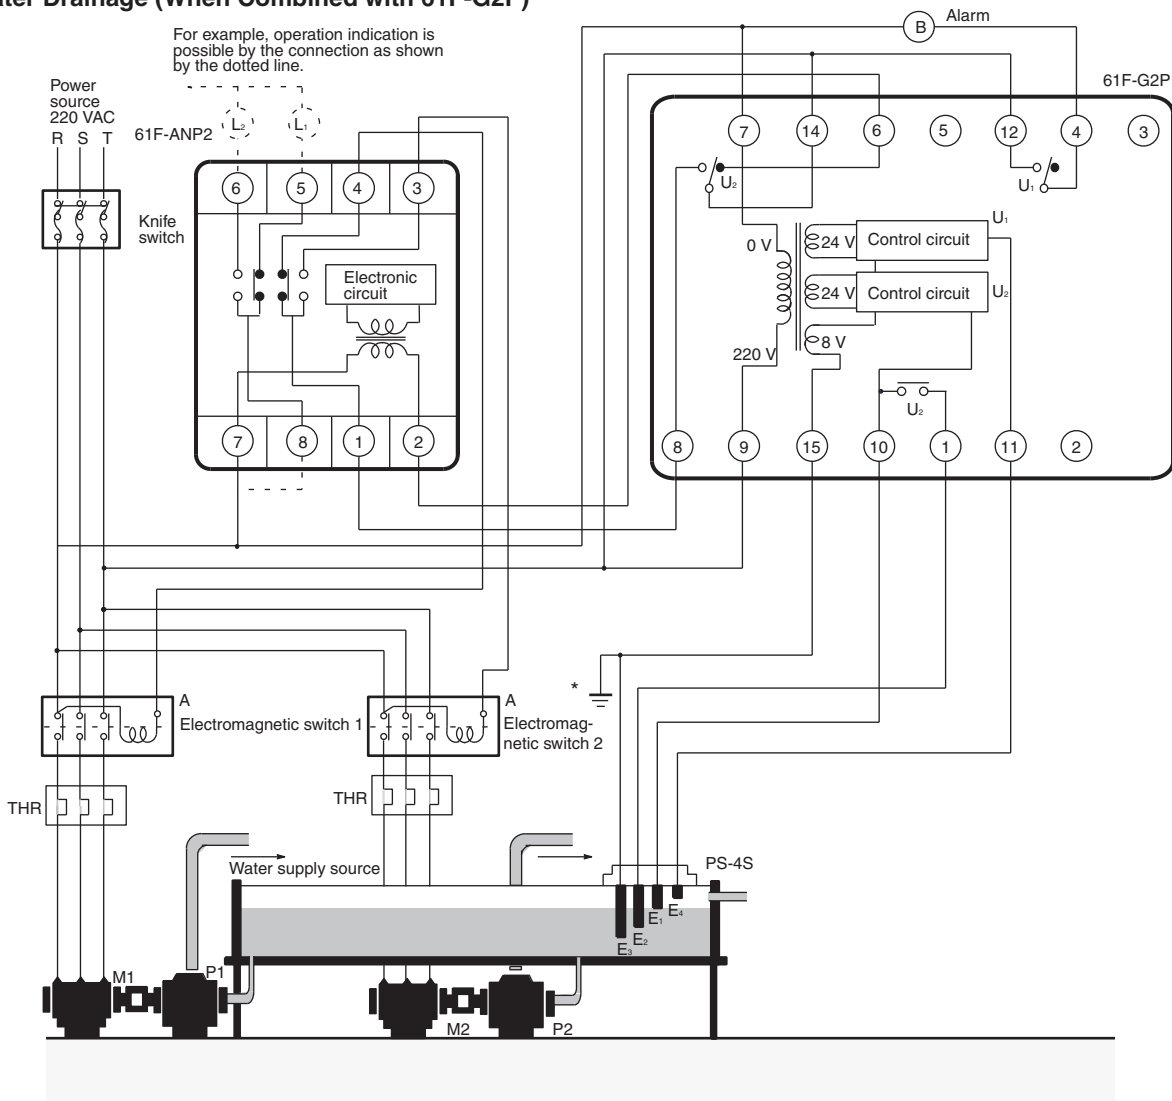 ter Drainage (When Combined with 61F-G2P)
For example, operation indication is
possible by the connection as shown
by the dotted line.
B Alarm
Power
source
220 VAC
R S T
61F-ANP2
L2 L1
61F-G2P
7 14 6 5 12 4 3
6 5 4 3
U2
U1
Knife
switch
0 V
24 V Control circuit U1
24 V Control circuit U2
Electronic
circuit
220 V
8 V
U2
7 8 1 2
8 9 15 10 1 11 2
*
A
Electromagnetic switch 1
A
Electromag-
netic switch 2
THR
THR
PS-4S
Water supply source
E3 E2 E1 E4
M1 P1
M2 P2